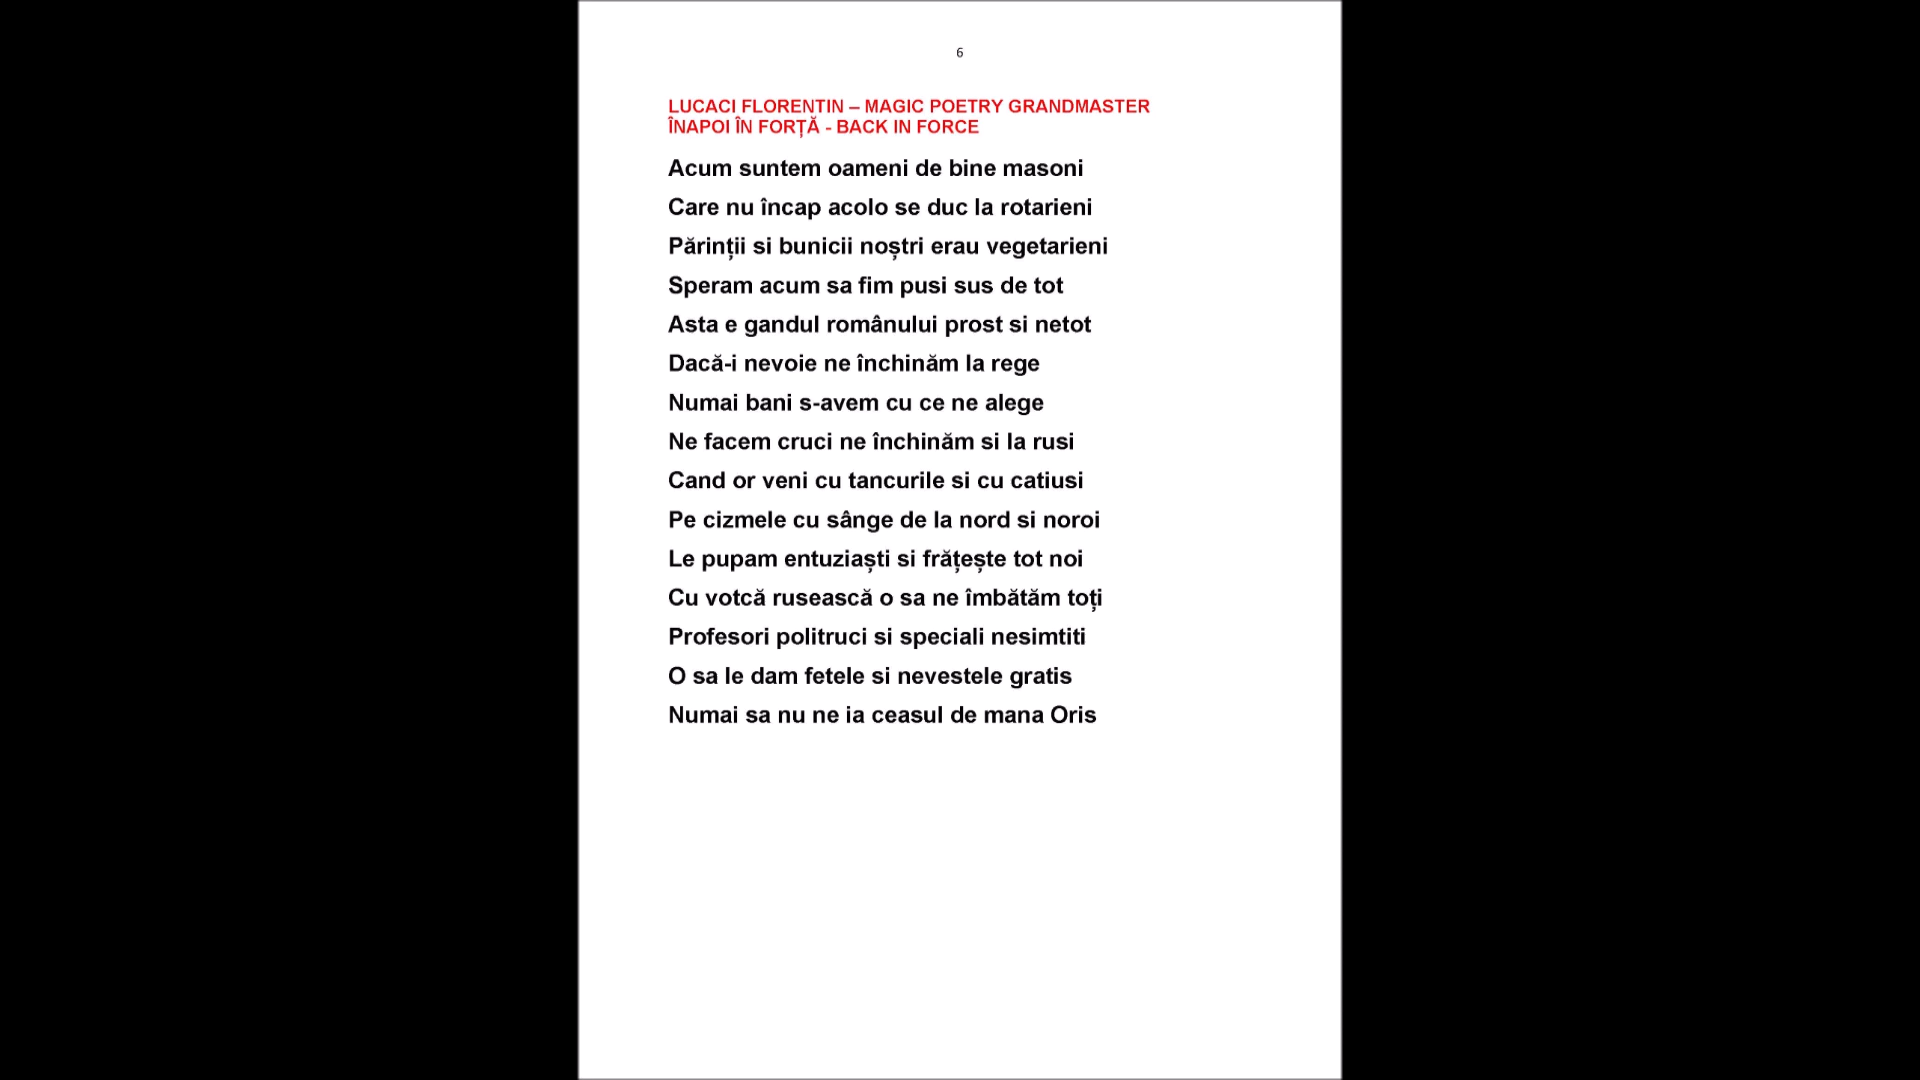 6
LUCACI FLORENTIN – MAGIC POETRY GRANDMASTER
ÎNAPOI ÎN FORȚĂ - BACK IN FORCE
Acum suntem oameni de bine masoni
Care nu încap acolo se duc la rotarieni
Părinții si bunicii noștri erau vegetarieni
Speram acum sa fim pusi sus de tot
Asta e gandul românului prost si netot
Dacă-i nevoie ne închinăm la rege
Numai bani s-avem cu ce ne alege
Ne facem cruci ne închinăm si la rusi
Cand or veni cu tancurile si cu catiusi
Pe cizmele cu sânge de la nord si noroi
Le pupam entuziaști si frățește tot noi
Cu votcă rusească o sa ne îmbătăm toți
Profesori politruci si speciali nesimtiti
O sa le dam fetele si nevestele gratis
Numai sa nu ne ia ceasul de mana Oris